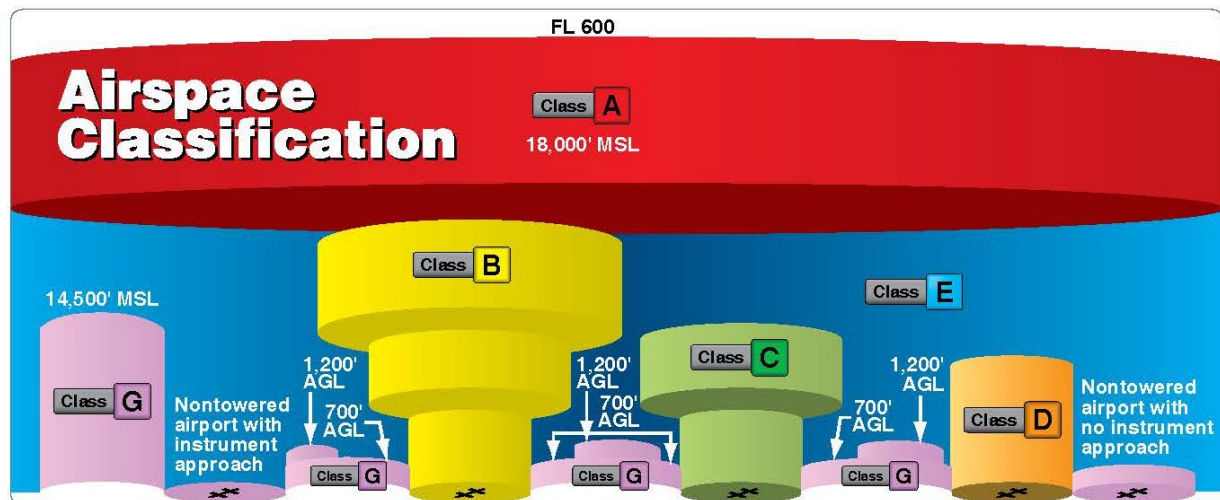 FL 600
Airspace
Classification
Class A
18,000' MSL
Class B
Class E
14,500' MSL
Class C
1,200'
AGL
1,200'
AGL
1,200'
AGL
Class G
Nontowered
airport with
instrument
approach
700'
AGL
700'
AGL
700'
AGL
Class D
Nontowered
airport with
no instrument
approach
Class G
Class G
Class G